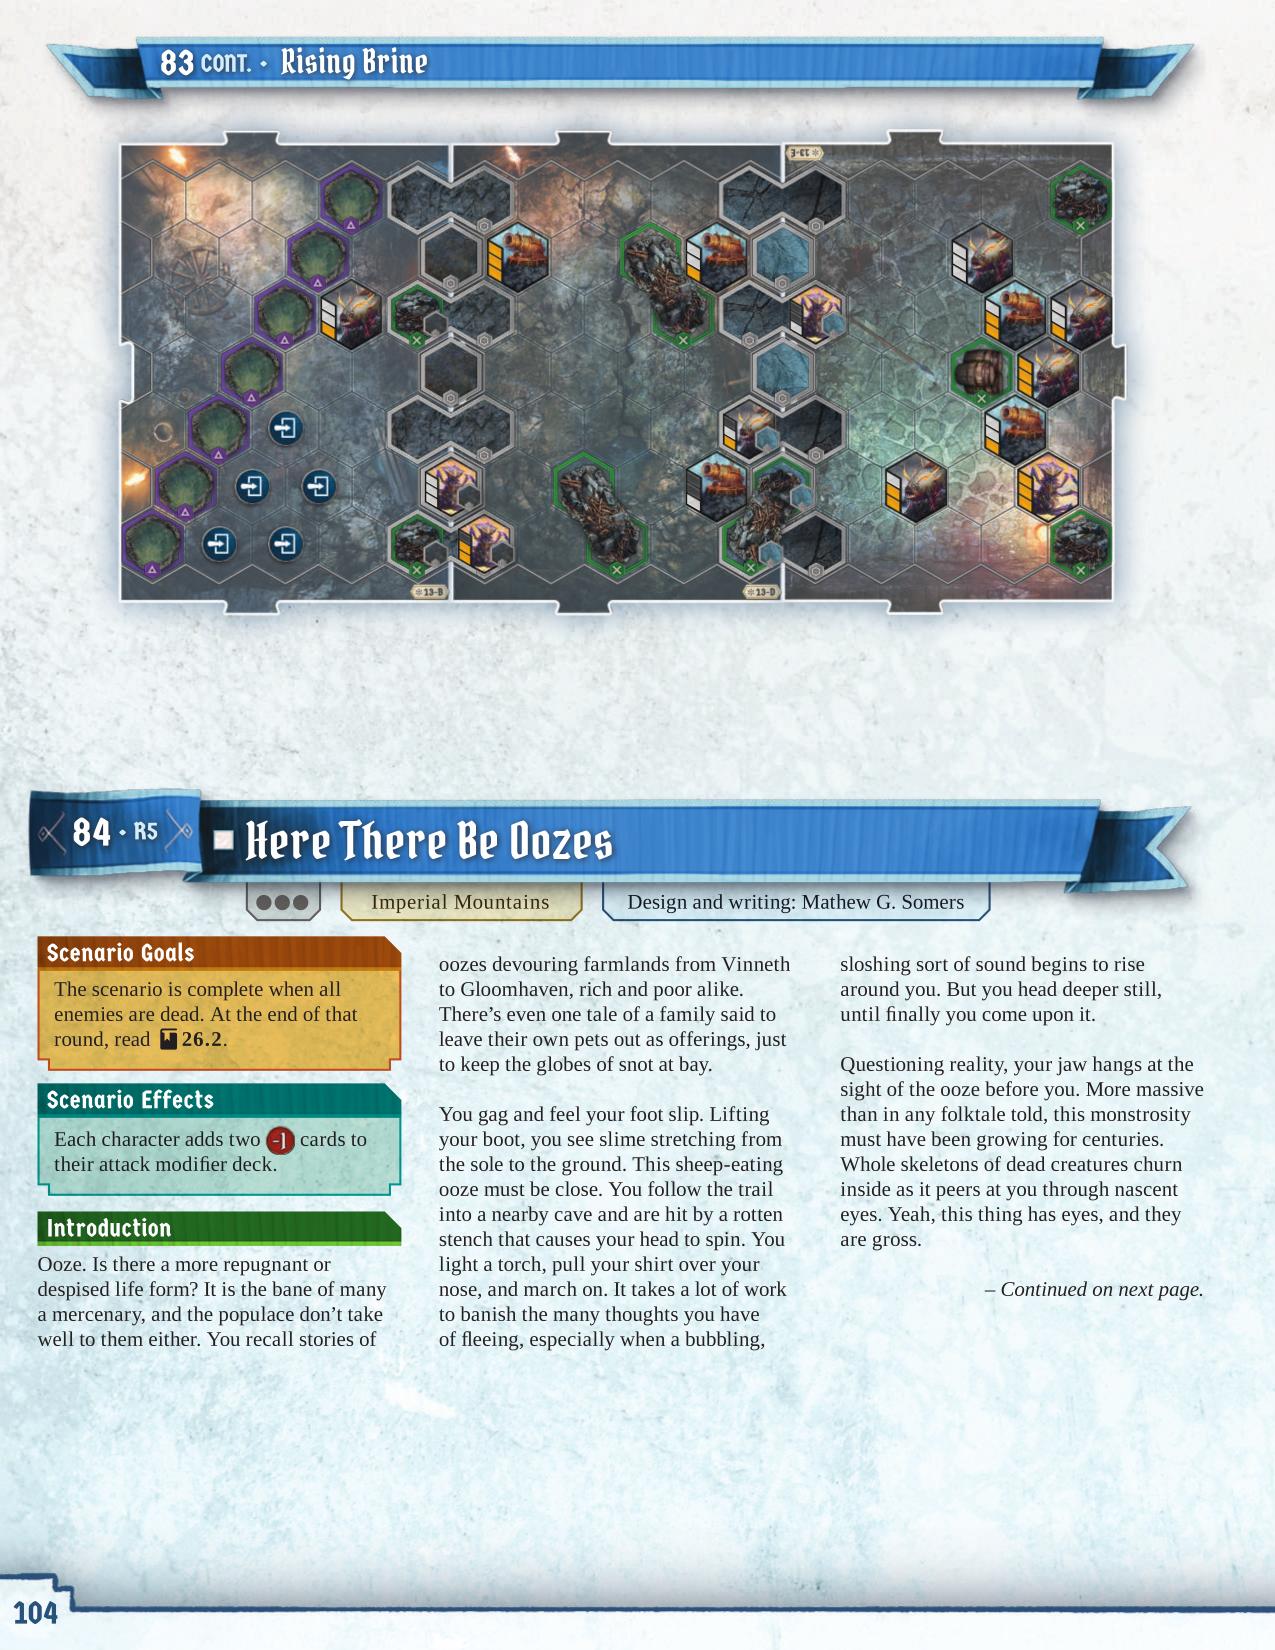 83 CONT. · Rising Brine
13-E
13-B
13-D
84 · R5
Here There Be Oozes
Imperial Mountains
Design and writing: Mathew G. Somers
Scenario Goals
The scenario is complete when all
enemies are dead. At the end of that
round, read 26.2.
Scenario Effects
Each character adds two -1 cards to
their attack modifier deck.
Introduction
Ooze. Is there a more repugnant or
despised life form? It is the bane of many
a mercenary, and the populace don’t take
well to them either. You recall stories of
oozes devouring farmlands from Vinneth
to Gloomhaven, rich and poor alike.
There’s even one tale of a family said to
leave their own pets out as offerings, just
to keep the globes of snot at bay.
You gag and feel your foot slip. Lifting
your boot, you see slime stretching from
the sole to the ground. This sheep-eating
ooze must be close. You follow the trail
into a nearby cave and are hit by a rotten
stench that causes your head to spin. You
light a torch, pull your shirt over your
nose, and march on. It takes a lot of work
to banish the many thoughts you have
of fleeing, especially when a bubbling,
sloshing sort of sound begins to rise
around you. But you head deeper still,
until finally you come upon it.
Questioning reality, your jaw hangs at the
sight of the ooze before you. More massive
than in any folktale told, this monstrosity
must have been growing for centuries.
Whole skeletons of dead creatures churn
inside as it peers at you through nascent
eyes. Yeah, this thing has eyes, and they
are gross.
– Continued on next page.
104